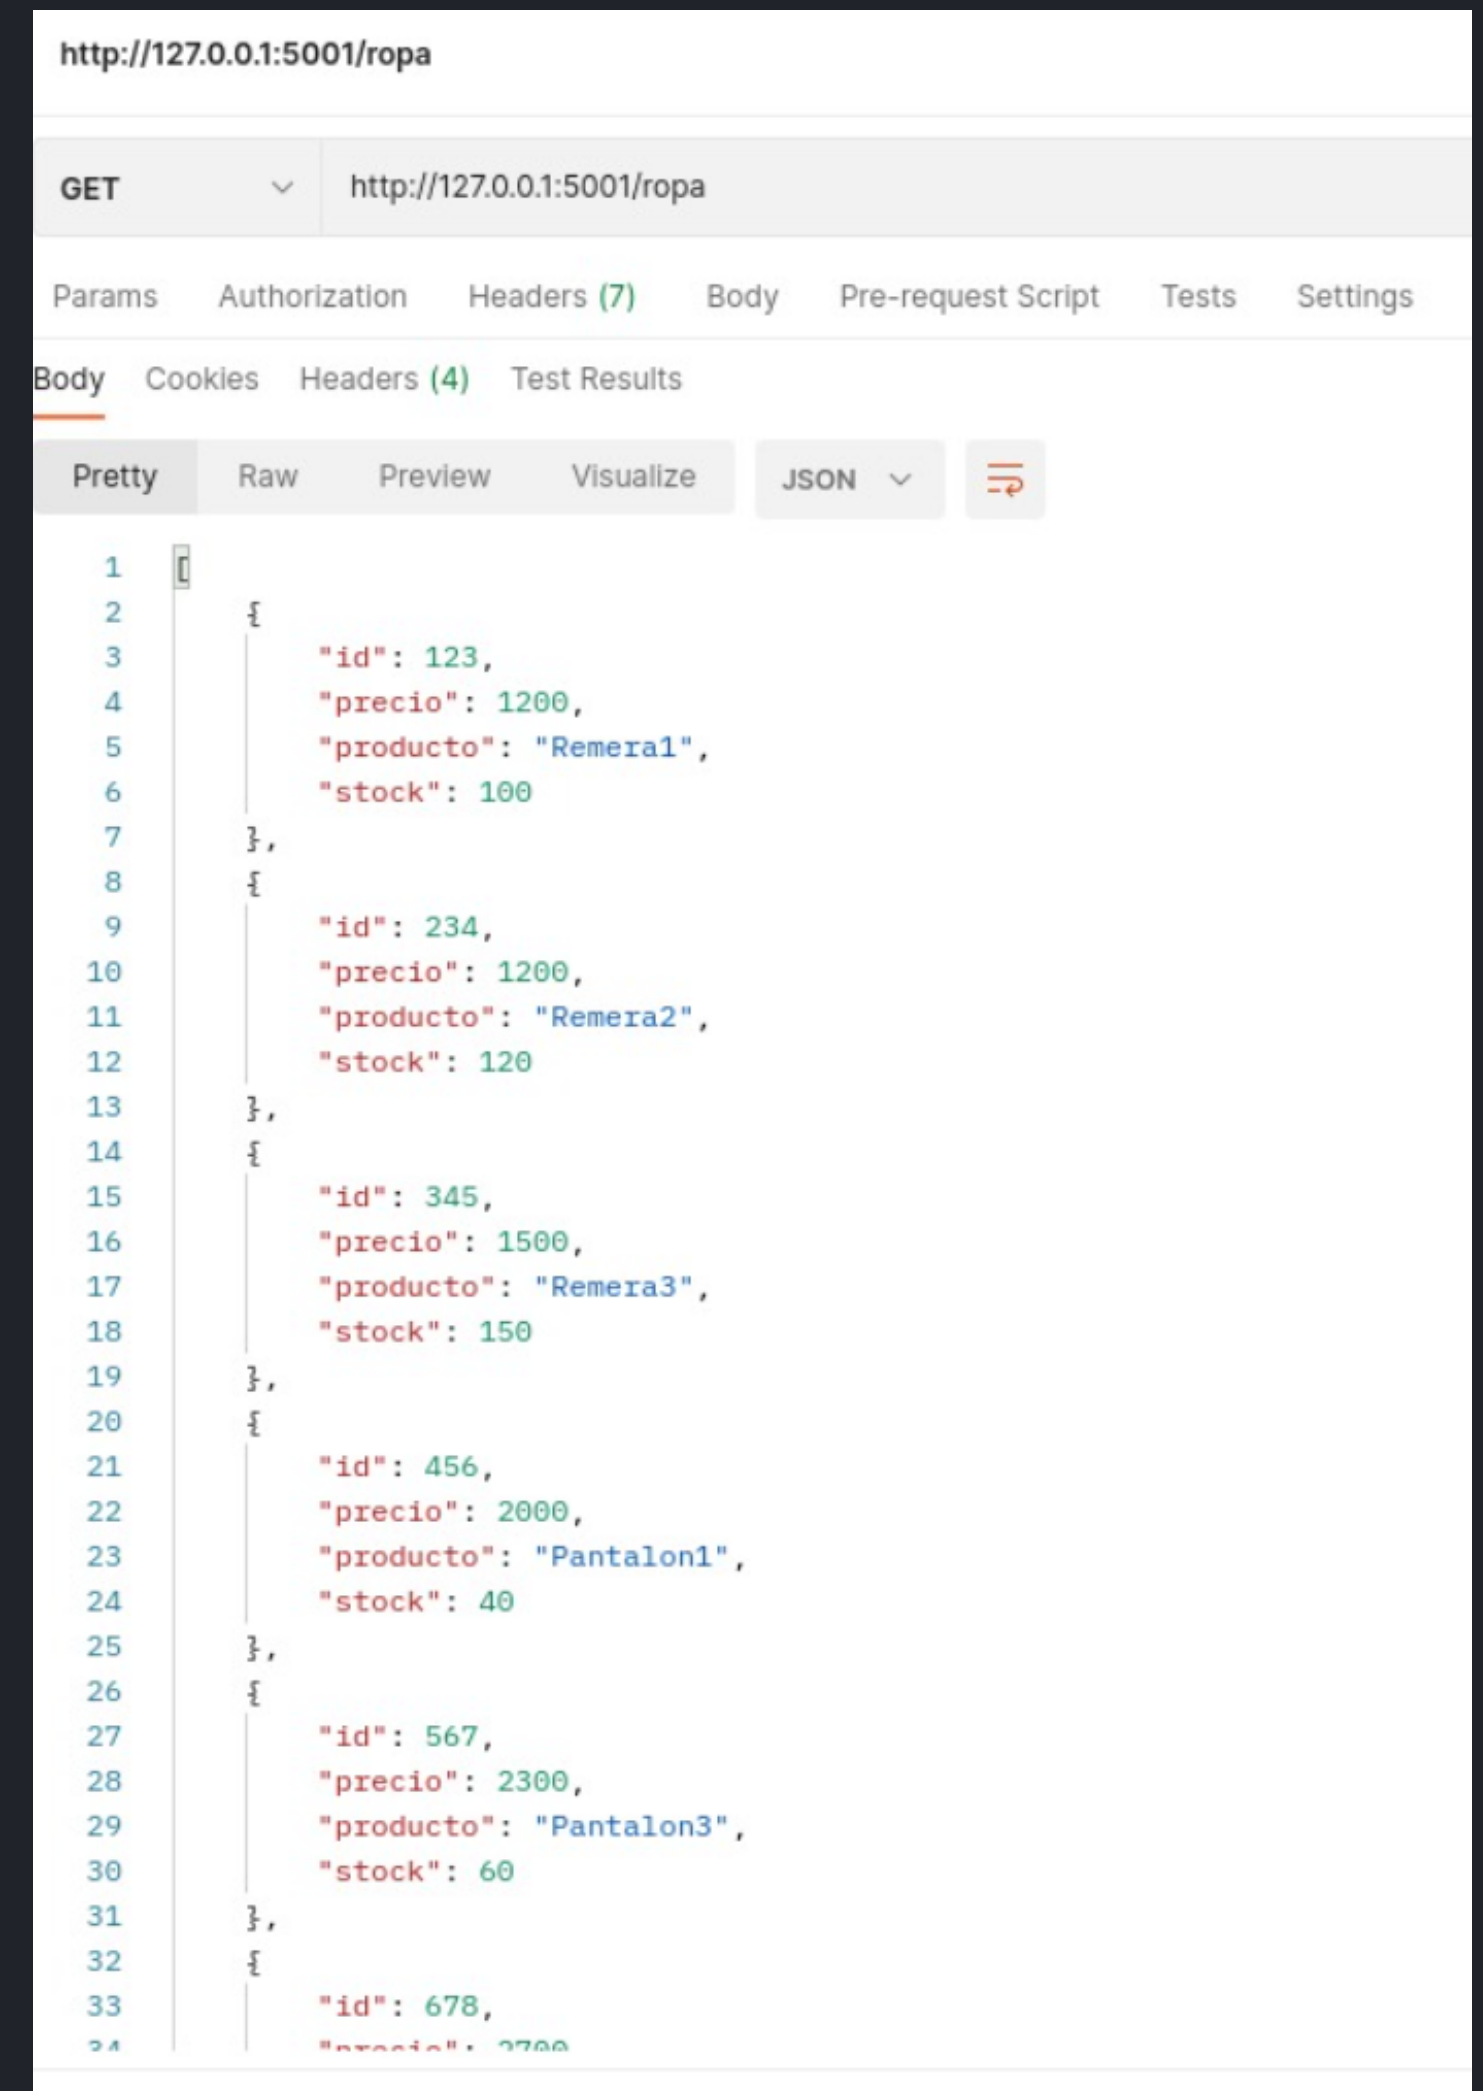 http://127.0.0.1:5001/ropa
GET http://127.0.0.1:5001/ropa
Params Authorization Headers (7) Body Pre-request Script Tests Settings
Body Cookies Headers (4) Test Results
Pretty Raw Preview Visualize JSON
1 [
2 {
3 "id": 123,
4 "precio": 1200,
5 "producto": "Remera1",
6 "stock": 100
7 },
8 {
9 "id": 234,
10 "precio": 1200,
11 "producto": "Remera2",
12 "stock": 120
13 },
14 {
15 "id": 345,
16 "precio": 1500,
17 "producto": "Remera3",
18 "stock": 150
19 },
20 {
21 "id": 456,
22 "precio": 2000,
23 "producto": "Pantalon1",
24 "stock": 40
25 },
26 {
27 "id": 567,
28 "precio": 2300,
29 "producto": "Pantalon3",
30 "stock": 60
31 },
32 {
33 "id": 678,
34 "precio": 2700